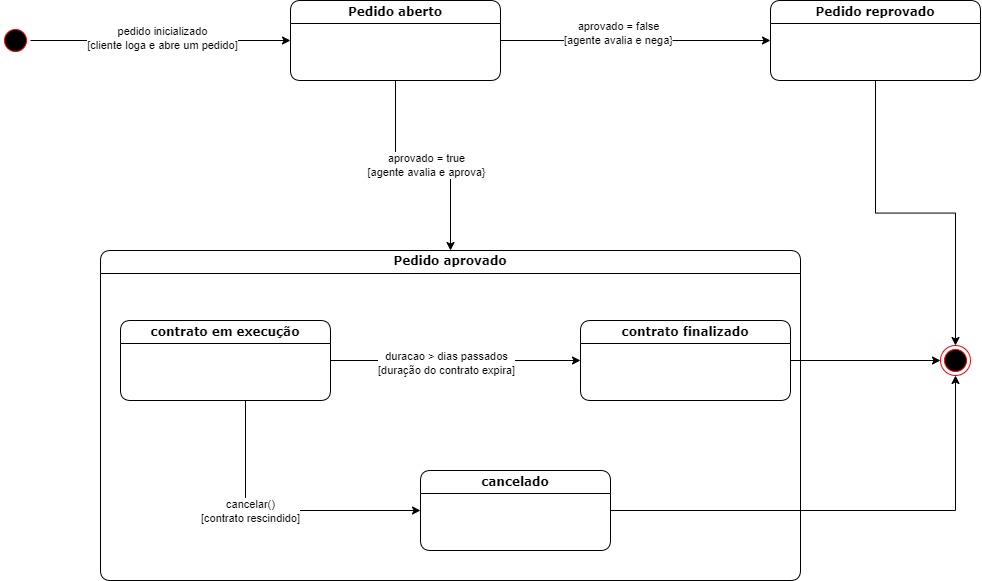 Pedido aberto
Pedido reprovado
pedido inicializado
[cliente loga e abre um pedido]
aprovado = false
[agente avalia e nega}
aprovado = true
[agente avalia e aprova}
Pedido aprovado
contrato em execução
contrato finalizado
duracao > dias passados
[duração do contrato expira]
cancelado
cancelar()
[contrato rescindido]